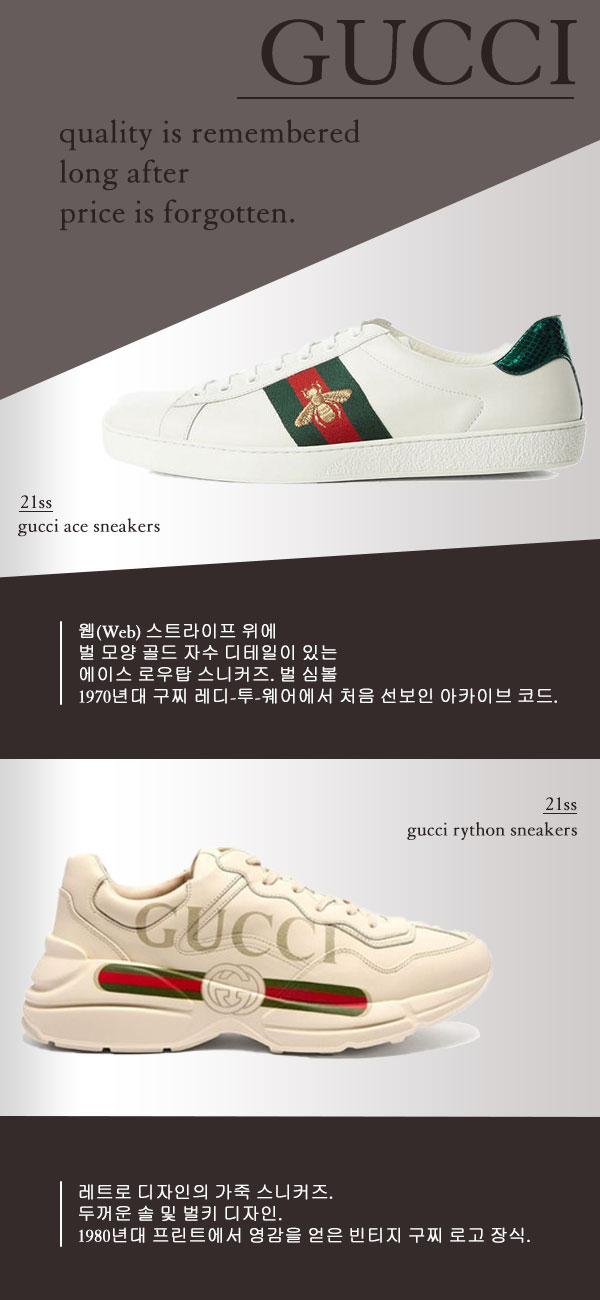 GUCCI
quality is remembered
long after
price is forgotten.
21ss
gucci ace sneakers
웹(Web) 스트라이프 위에
벌 모양 골드 자수 디테일이 있는
에이스 로우탑 스니커즈. 벌 심볼
1970년대 구찌 레디-투-웨어에서 처음 선보인 아카이브 코드.
21ss
gucci rython sneakers
GUCCI
레트로 디자인의 가죽 스니커즈.
두꺼운 솔 및 벌키 디자인.
1980년대 프린트에서 영감을 얻은 빈티지 구찌 로고 장식.